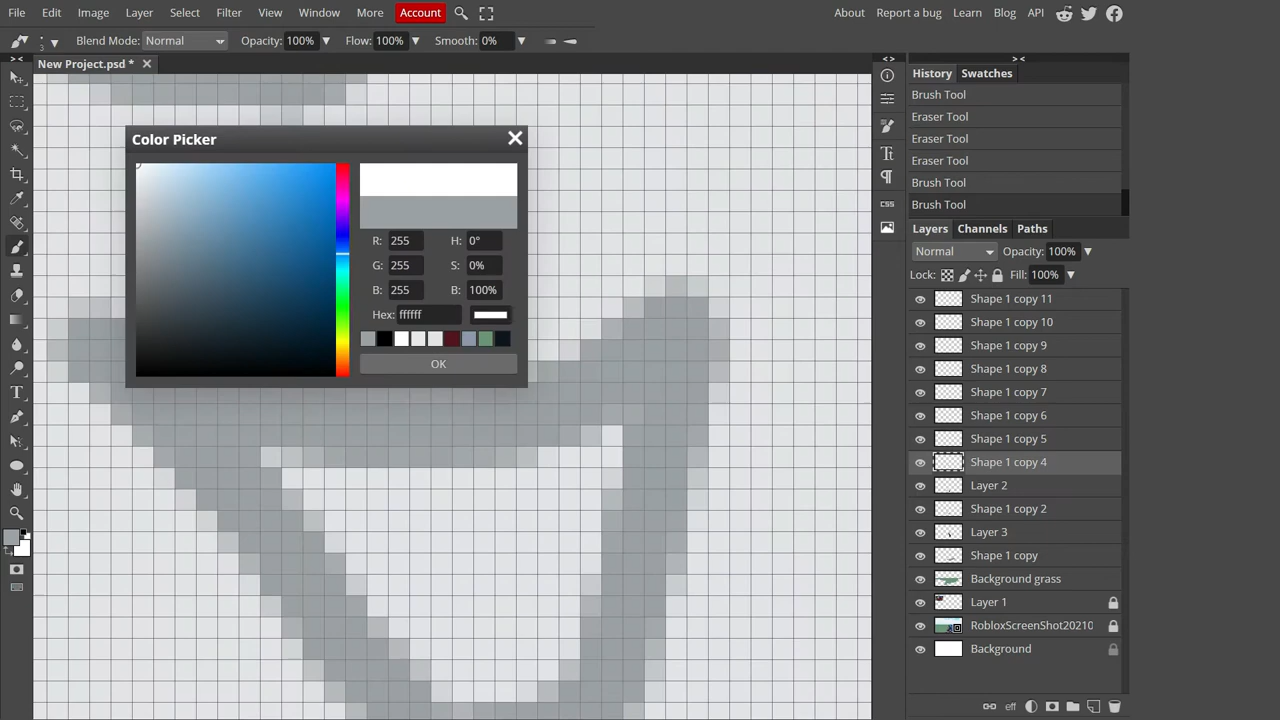 File Edit Image Layer Select Filter View Window More Account About Report a bug Learn Blog API
3 Blend Mode: Normal Opacity: 100% Flow: 100% Smooth: 0%
New Project.psd *
Color Picker
R: 255 H: 0°
G: 255 S: 0%
B: 255 B: 100%
Hex: ffffff
OK
History Swatches
Brush Tool
Eraser Tool
Eraser Tool
Eraser Tool
Brush Tool
Brush Tool
Layers Channels Paths
Normal Opacity: 100%
Lock: Fill: 100%
Shape 1 copy 11
Shape 1 copy 10
Shape 1 copy 9
Shape 1 copy 8
Shape 1 copy 7
Shape 1 copy 6
Shape 1 copy 5
Shape 1 copy 4
Layer 2
Shape 1 copy 2
Layer 3
Shape 1 copy
Background grass
Layer 1
RobloxScreenShot20210
Background
eff
CSS